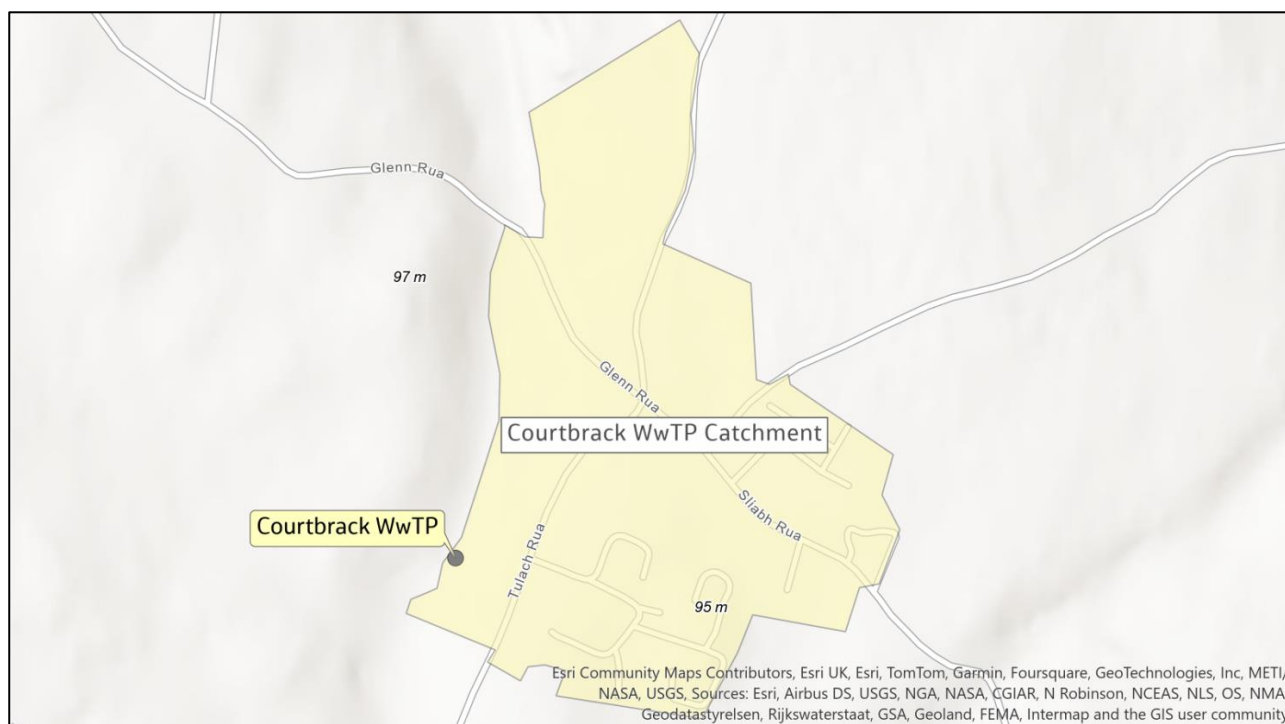 Glenn Rua
97 m
Glenn Rua
Courtbrack WwTP Catchment
Sliabh Rua
Courtbrack WwTP
Tulach Rua
95 m
Esri Community Maps Contributors, Esri UK, Esri, TomTom, Garmin, Foursquare, GeoTechnologies, Inc, METI/
NASA, USGS, Sources: Esri, Airbus DS, USGS, NGA, NASA, CGIAR, N Robinson, NCEAS, NLS, OS, NMA,
Geodatastyrelsen, Rijkswaterstaat, GSA, Geoland, FEMA, Intermap and the GIS user community